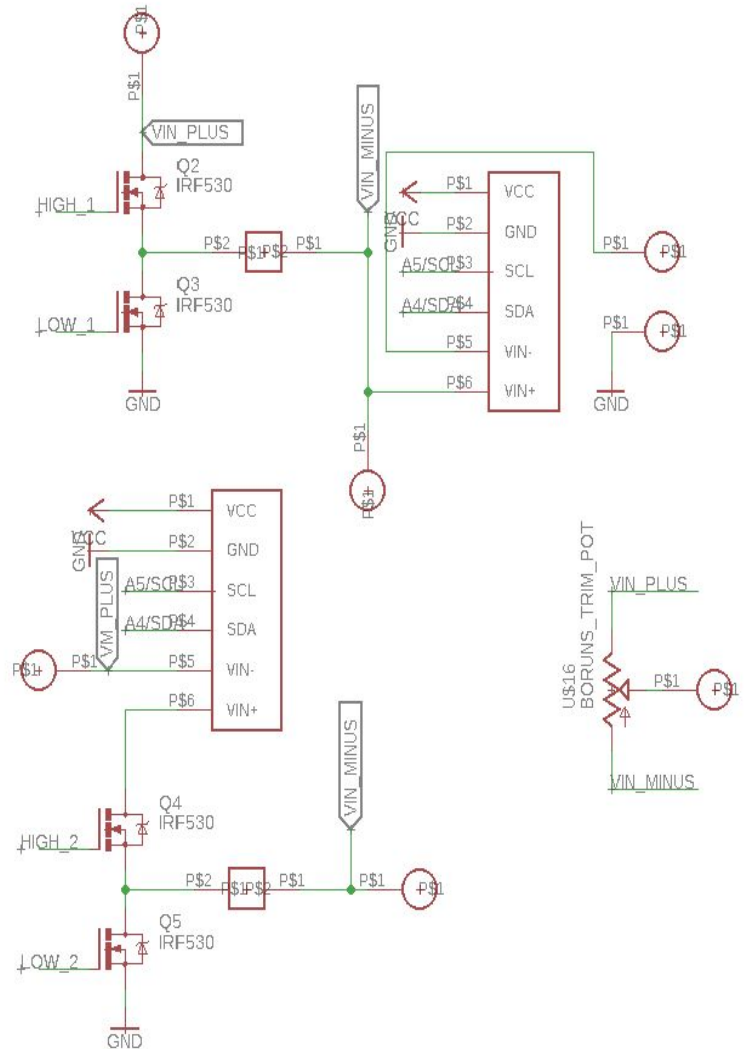 P$1
P$1
VIN_PLUS
Q2
IRF530
HIGH_1
P$2
P$1
P$2
P$1
Q3
IRF530
LOW_1
GND
VIN_MINUS
P$1
VCC
VCC
P$2
GND
GND
A5/SCL
P$3
SCL
A4/SDA
P$4
SDA
P$5
VIN-
P$6
VIN+
P$1
P$1
P$1
P$1
GND
P$1
P$1
P$1
VCC
VCC
P$2
GND
GND
A5/SCL
P$3
SCL
A4/SDA
P$4
SDA
VM_PLUS
P$1
P$1
P$5
VIN-
P$6
VIN+
VIN_PLUS
U$16
BORUNS_TRIM_POT
P$1
P$1
VIN_MINUS
VIN_MINUS
Q4
IRF530
HIGH_2
P$2
P$1
P$2
P$1
P$1
P$1
Q5
IRF530
LOW_2
GND